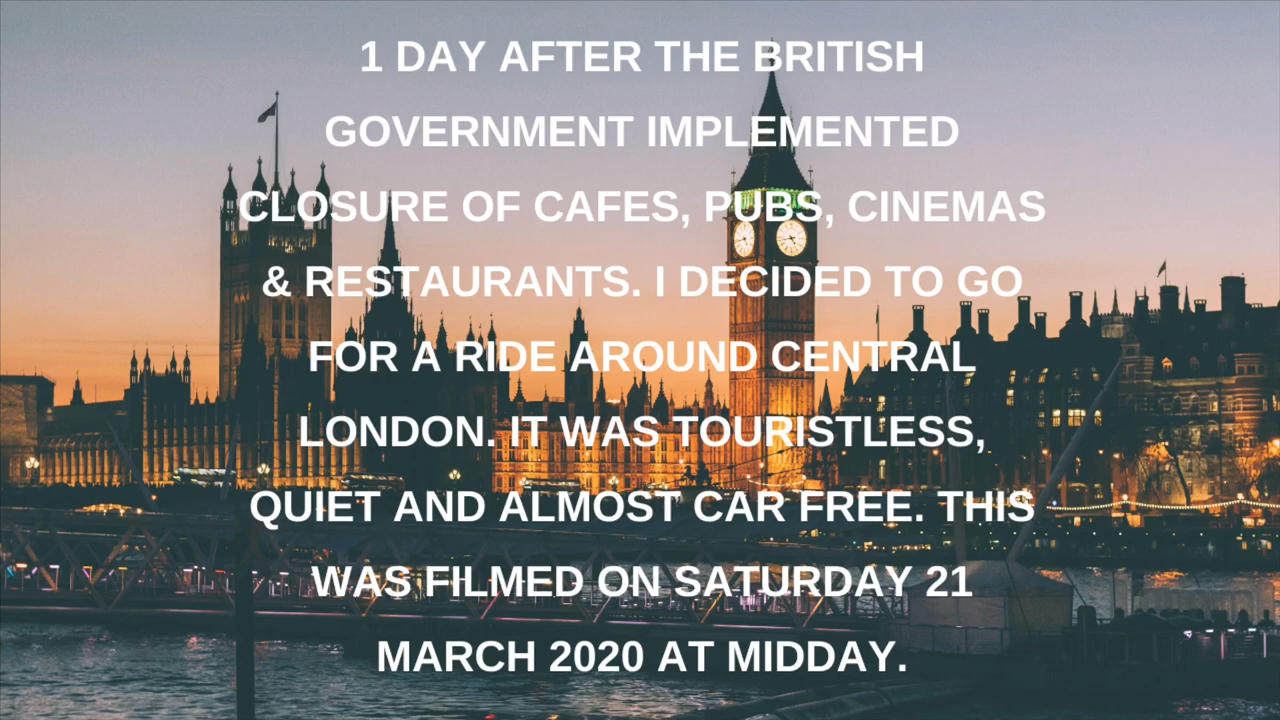 1 DAY AFTER THE BRITISH
GOVERNMENT IMPLEMENTED
CLOSURE OF CAFES, PUBS, CINEMAS
& RESTAURANTS. I DECIDED TO GO
FOR A RIDE AROUND CENTRAL
LONDON. IT WAS TOURISTLESS,
QUIET AND ALMOST CAR FREE. THIS
WAS FILMED ON SATURDAY 21
MARCH 2020 AT MIDDAY.